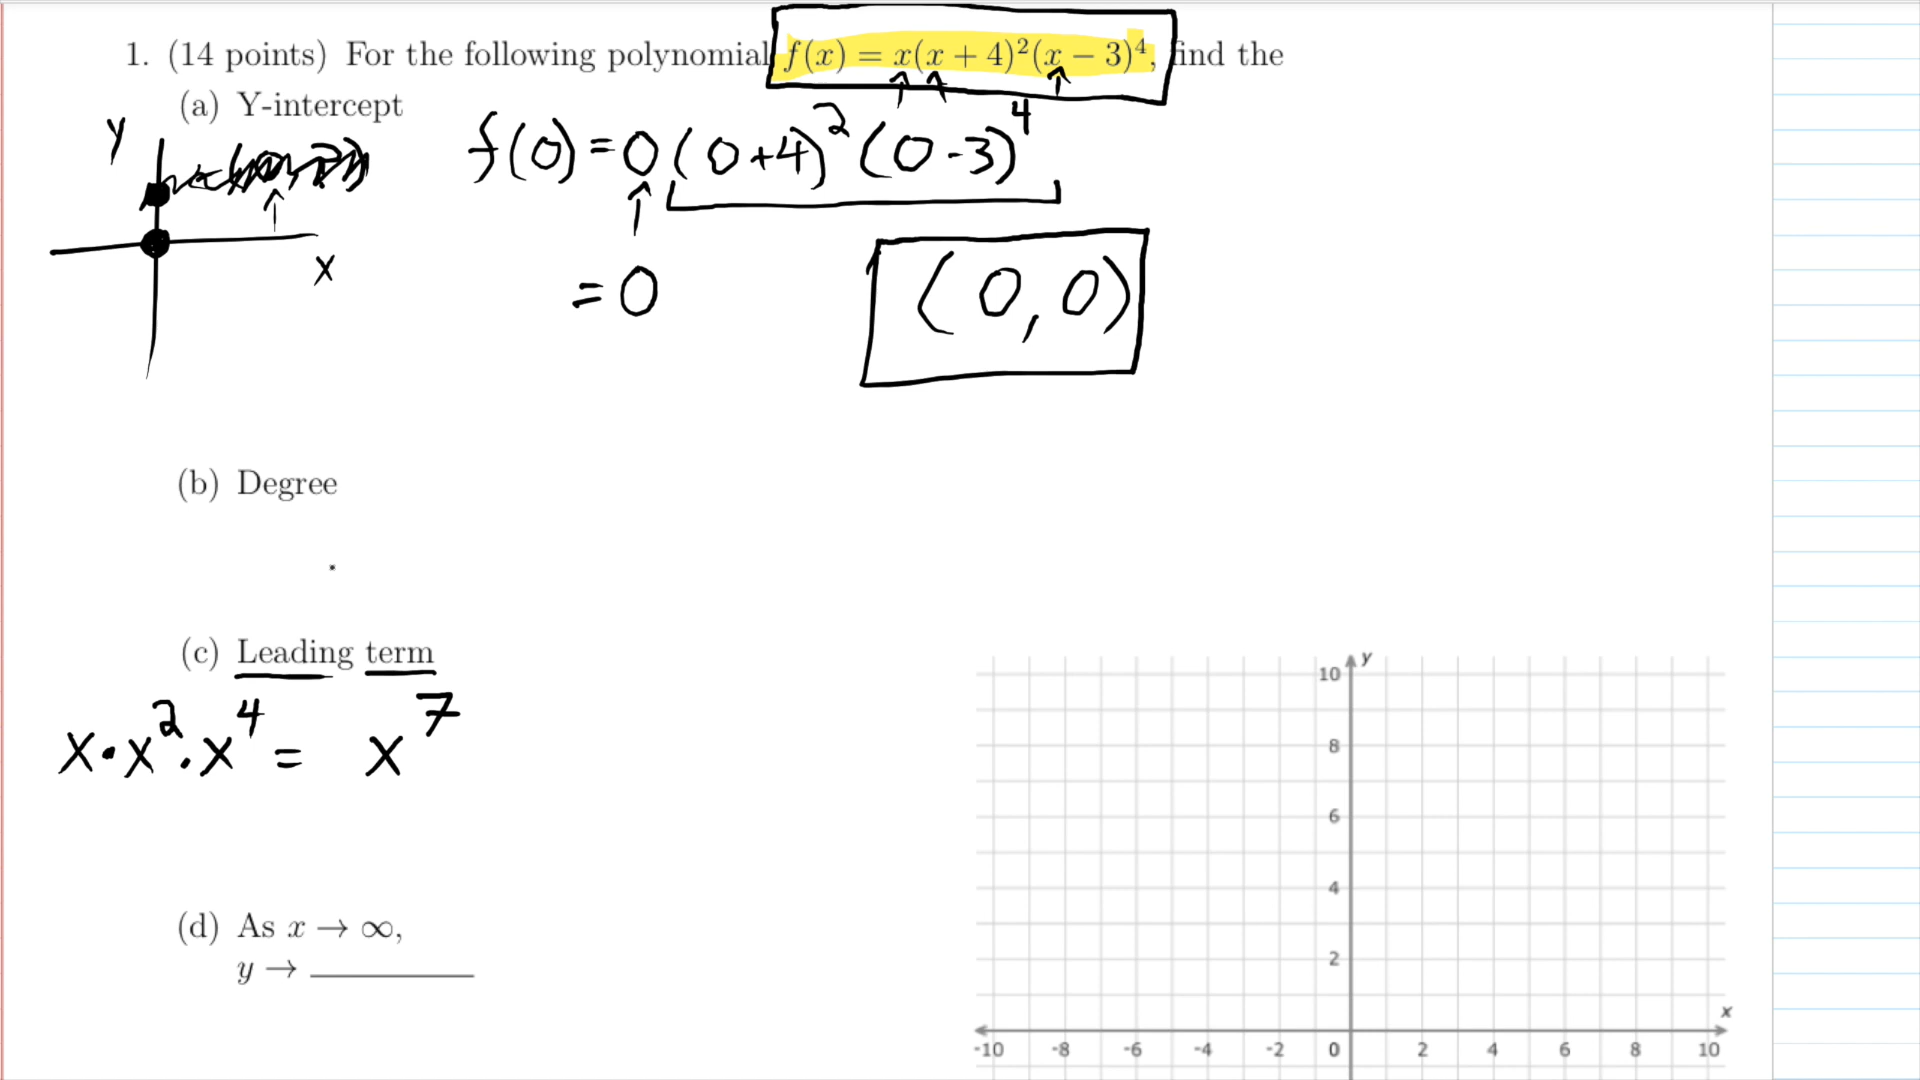 1. (14 points) For the following polynomial f(x) = x(x + 4)²(x − 3)⁴, find the
(a) Y-intercept
y
f(0) = 0(0+4)²(0-3)⁴
x
= 0
(0,0)
(b) Degree
(c) Leading term
x·x²·x⁴ = x⁷
(d) As x → ∞,
y →
y
10
8
6
4
2
x
-10 -8 -6 -4 -2 0 2 4 6 8 10